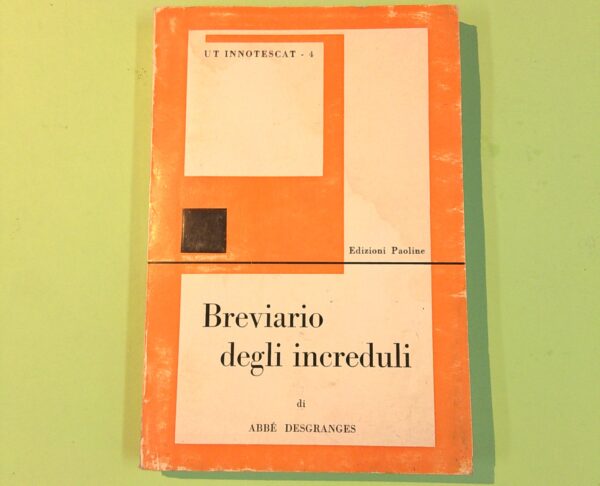 UT INNOTESCAT - 4
Edizioni Paoline
Breviario
degli increduli
di
ABBÉ DESGRANGES